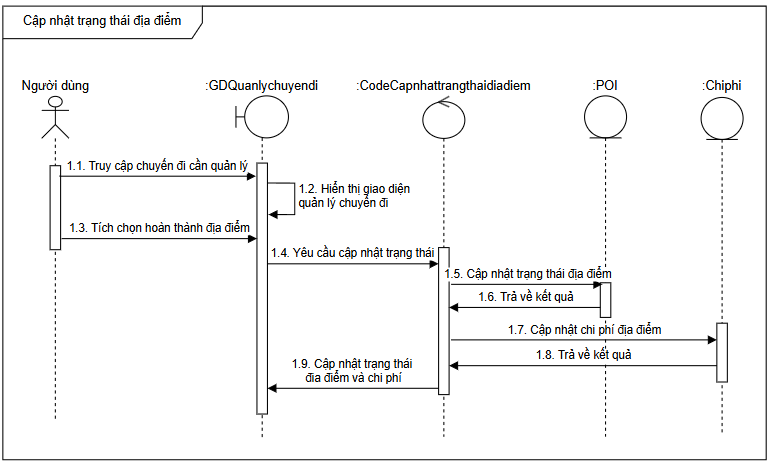 Cập nhật trạng thái địa điểm
Người dùng
:GDQuanlychuyendi
:CodeCapnhattrangthaidiadiem
:POI
:Chiphi
1.1. Truy cập chuyến đi cần quản lý
1.2. Hiển thị giao diện
quản lý chuyến đi
1.3. Tích chọn hoàn thành địa điểm
1.4. Yêu cầu cập nhật trạng thái
1.5. Cập nhật trạng thái địa điểm
1.6. Trả về kết quả
1.7. Cập nhật chi phí địa điểm
1.8. Trả về kết quả
1.9. Cập nhật trạng thái
đia điểm và chi phí